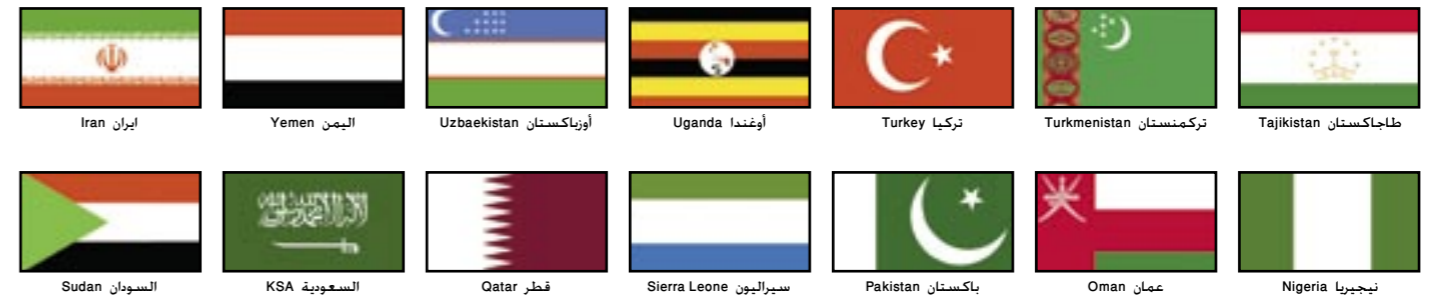 Iran ايران
Yemen اليمن
Uzbaekistan أوزباكستان
Uganda أوغندا
Turkey تركيا
Turkmenistan تركمنستان
Tajikistan طاجاكستان
Sudan السودان
KSA السعودية
Qatar قطر
Sierra Leone سيراليون
Pakistan باكستان
Oman عمان
Nigeria نيجيريا